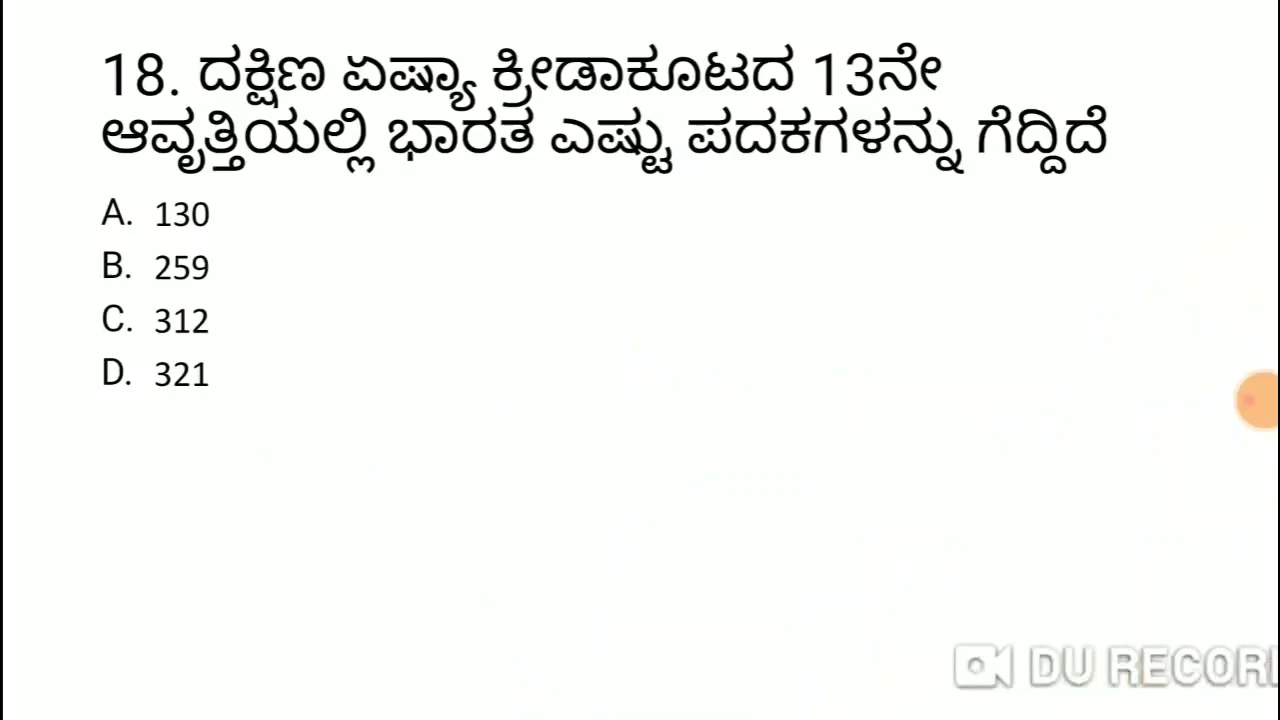 18. ದಕ್ಷಿಣ ಏಷ್ಯಾ ಕ್ರೀಡಾಕೂಟದ 13ನೇ
ಆವೃತ್ತಿಯಲ್ಲಿ ಭಾರತ ಎಷ್ಟು ಪದಕಗಳನ್ನು ಗೆದ್ದಿದೆ
A. 130
B. 259
C. 312
D. 321
DU RECOR